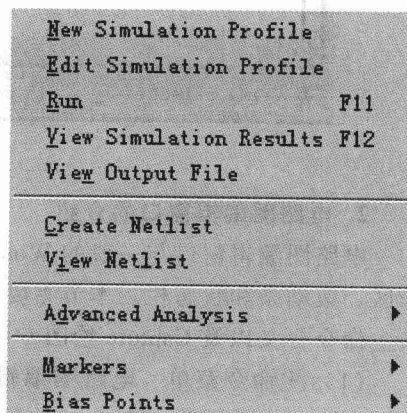 New Simulation Profile
Edit Simulation Profile
Run F11
View Simulation Results F12
View Output File
Create Netlist
View Netlist
Advanced Analysis
Markers
Bias Points